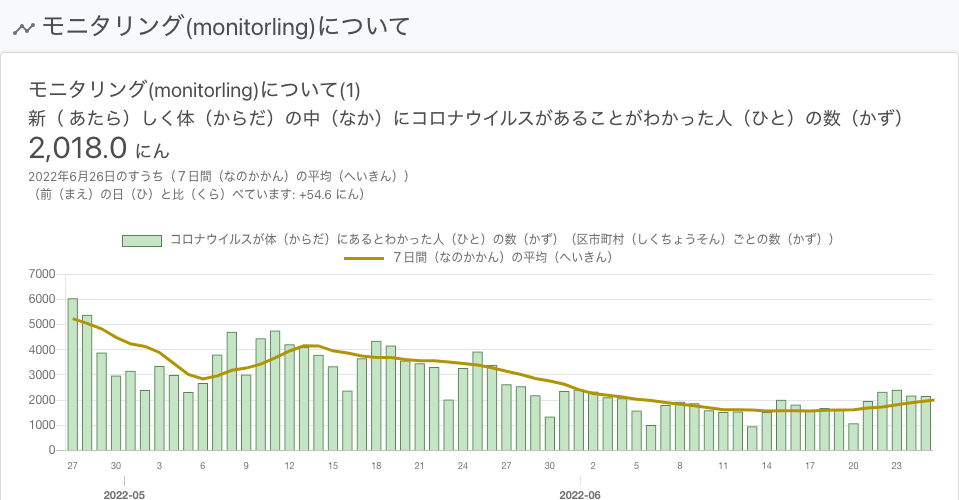 モニタリング(monitorling)について
モニタリング(monitorling)について(1)
新（ あたら）しく体（からだ）の中（なか）にコロナウイルスがあることがわかった人（ひと）の数（かず）
2,018.0 にん
2022年6月26日のすうち（７日間（なのかかん）の平均（へいきん））
（前（まえ）の日（ひ）と比（くら）べています: +54.6 にん）
コロナウイルスが体（からだ）にあるとわかった人（ひと）の数（かず）（区市町村（しくちょうそん）ごとの数（かず））
７日間（なのかかん）の平均（へいきん）
7000
6000
5000
4000
3000
2000
1000
0
27 30 3 6 9 12 15 18 21 24 27 30 2 5 8 11 14 17 20 23
2022-05 2022-06